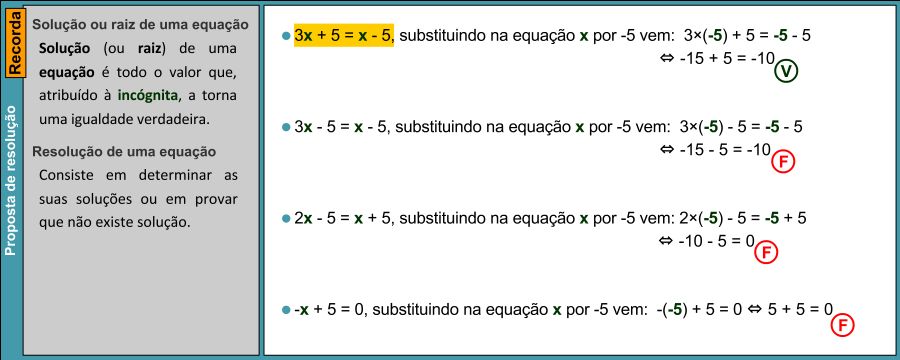 Recorda
Proposta de resolução
Solução ou raiz de uma equação
Solução (ou raiz) de uma
equação é todo o valor que,
atribuído à incógnita, a torna
uma igualdade verdadeira.
Resolução de uma equação
Consiste em determinar as
suas soluções ou em provar
que não existe solução.
3x + 5 = x - 5, substituindo na equação x por -5 vem: 3×(-5) + 5 = -5 - 5
⇔ -15 + 5 = -10 V
3x - 5 = x - 5, substituindo na equação x por -5 vem: 3×(-5) - 5 = -5 - 5
⇔ -15 - 5 = -10 F
2x - 5 = x + 5, substituindo na equação x por -5 vem: 2×(-5) - 5 = -5 + 5
⇔ -10 - 5 = 0 F
-x + 5 = 0, substituindo na equação x por -5 vem: -(-5) + 5 = 0 ⇔ 5 + 5 = 0 F